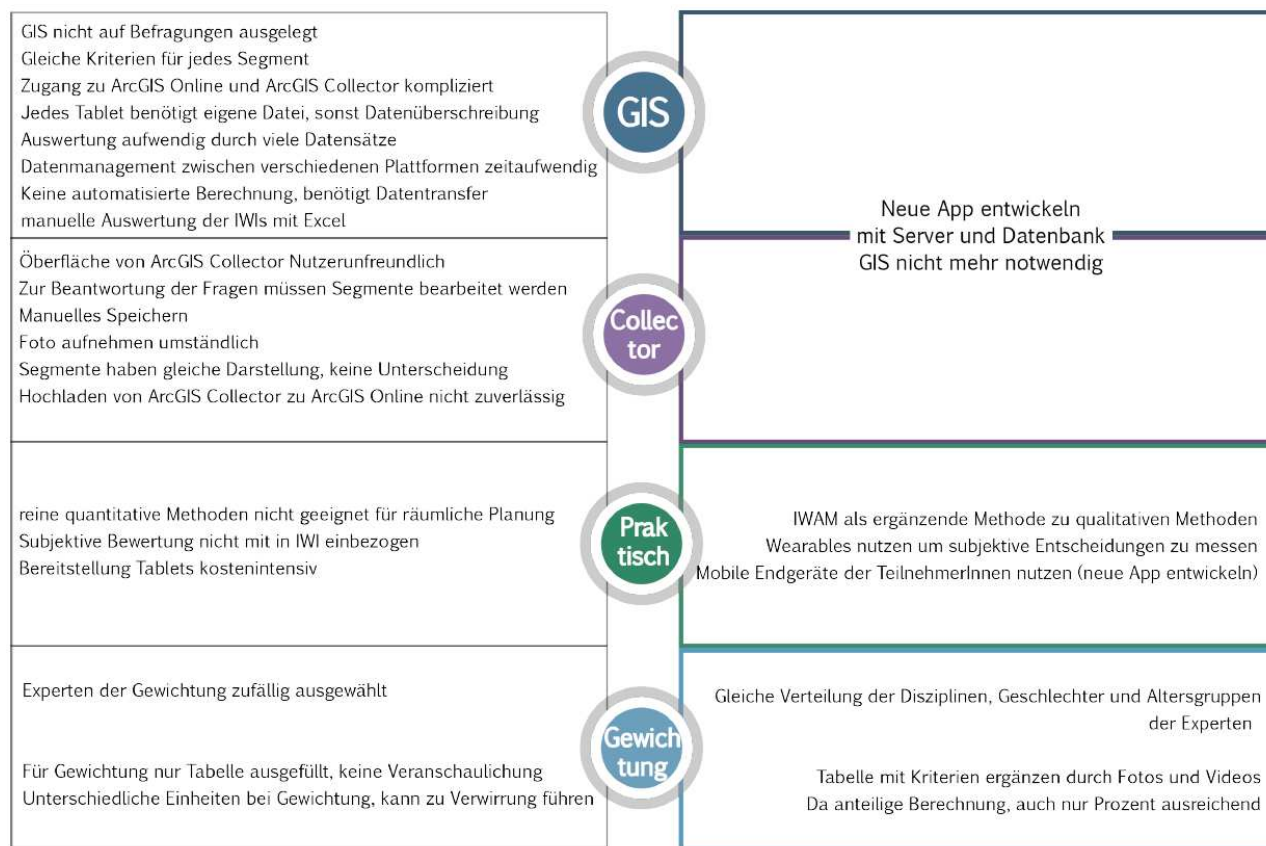 GIS nicht auf Befragungen ausgelegt
Gleiche Kriterien für jedes Segment
Zugang zu ArcGIS Online und ArcGIS Collector kompliziert
Jedes Tablet benötigt eigene Datei, sonst Datenüberschreibung
Auswertung aufwendig durch viele Datensätze
Datenmanagement zwischen verschiedenen Plattformen zeitaufwendig
Keine automatisierte Berechnung, benötigt Datentransfer
manuelle Auswertung der IWIs mit Excel
GIS
Neue App entwickeln
mit Server und Datenbank
GIS nicht mehr notwendig
Öberfläche von ArcGIS Collector Nutzerunfreundlich
Zur Beantwortung der Fragen müssen Segmente bearbeitet werden
Manuelles Speichern
Foto aufnehmen umständlich
Segmente haben gleiche Darstellung, keine Unterscheidung
Hochladen von ArcGIS Collector zu ArcGIS Online nicht zuverlässig
Collec
tor
reine quantitative Methoden nicht geeignet für räumliche Planung
Subjektive Bewertung nicht mit in IWI einbezogen
Bereitstellung Tablets kostenintensiv
Prak
tisch
IWAM als ergänzende Methode zu qualitativen Methoden
Wearables nutzen um subjektive Entscheidungen zu messen
Mobile Endgeräte der TeilnehmerInnen nutzen (neue App entwickeln)
Experten der Gewichtung zufällig ausgewählt
Für Gewichtung nur Tabelle ausgefüllt, keine Veranschaulichung
Unterschiedliche Einheiten bei Gewichtung, kann zu Verwirrung führen
Gewich
tung
Gleiche Verteilung der Disziplinen, Geschlechter und Altersgruppen
der Experten
Tabelle mit Kriterien ergänzen durch Fotos und Videos
Da anteilige Berechnung, auch nur Prozent ausreichend